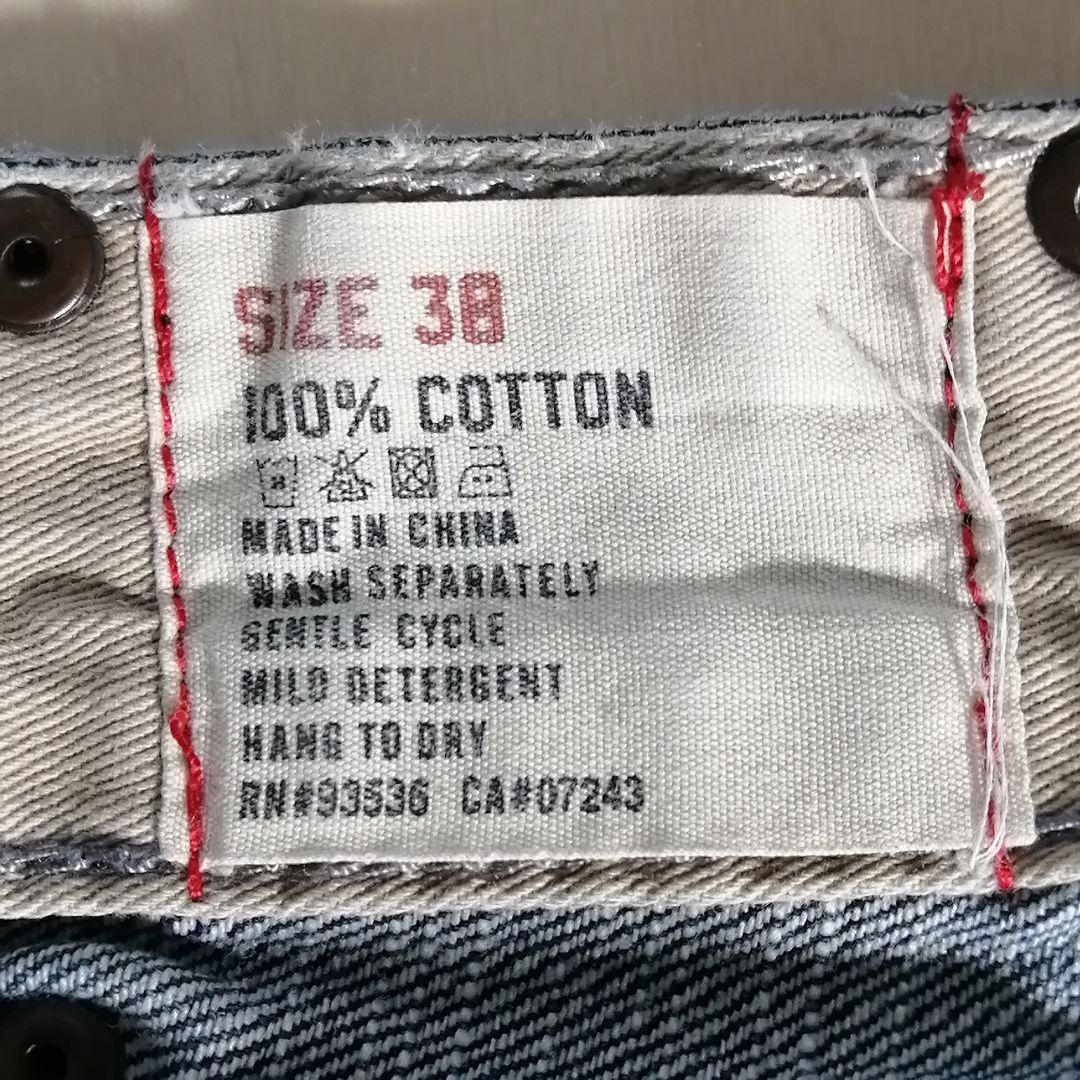 SIZE 38
100% COTTON
MADE IN CHINA
WASH SEPARATELY
GENTLE CYCLE
MILD DETERGENT
HANG TO DRY
RN#93536 CA#07243